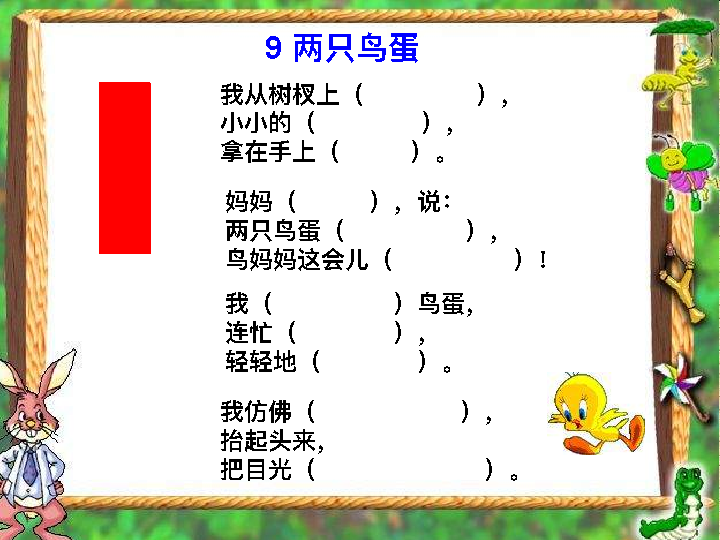 9 两只鸟蛋
我从树杈上（　　　　　），
小小的（　　　　　），
拿在手上（　　　）。
妈妈（　　　），说：
两只鸟蛋（　　　　　），
鸟妈妈这会儿（　　　　　）！
我（　　　　　）鸟蛋，
连忙（　　　　），
轻轻地（　　　　）。
我仿佛（　　　　　　），
抬起头来，
把目光（　　　　　　　）。